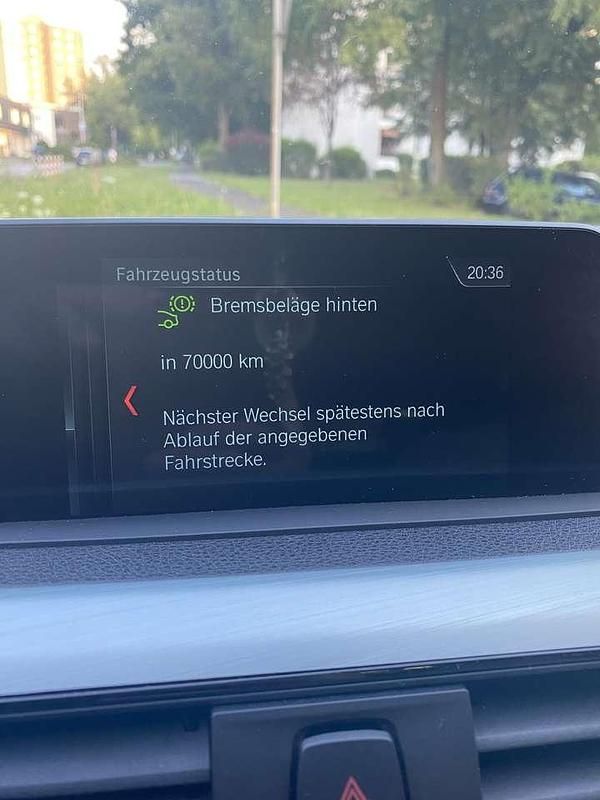 Fahrzeugstatus
20:36
Bremsbeläge hinten
in 70000 km
Nächster Wechsel spätestens nach
Ablauf der angegebenen
Fahrstrecke.